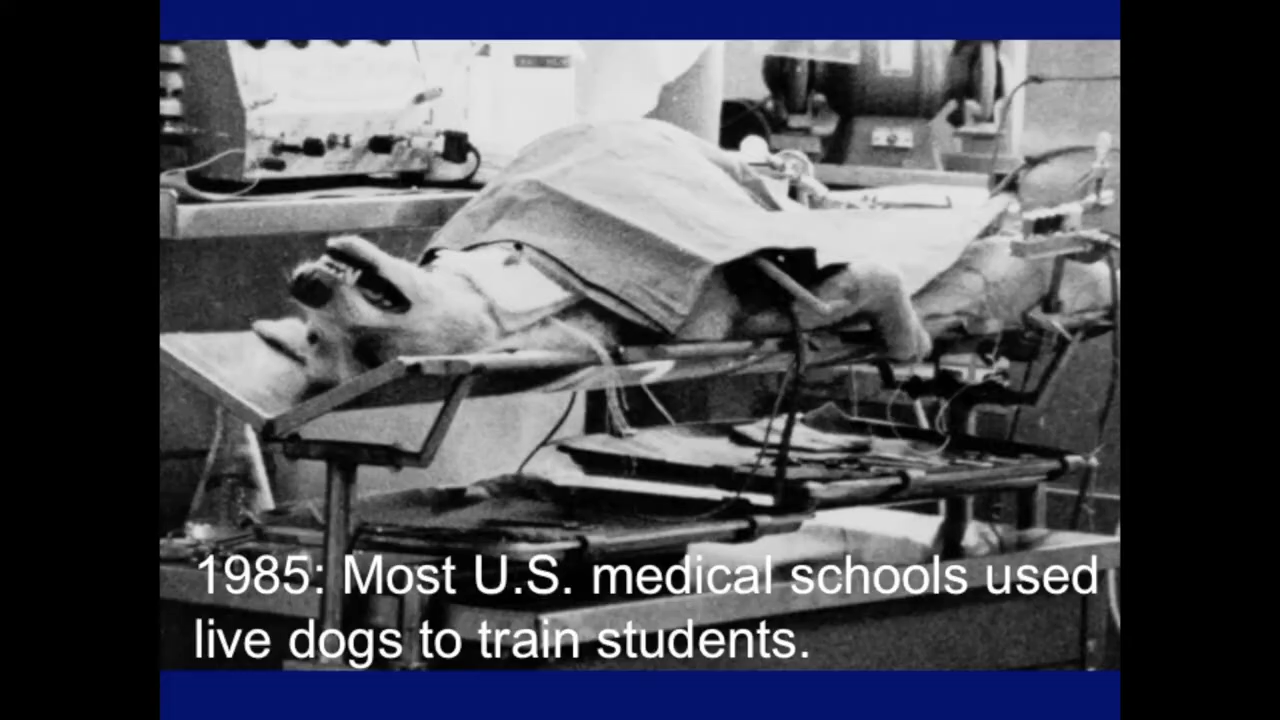 1985: Most U.S. medical schools used
live dogs to train students.